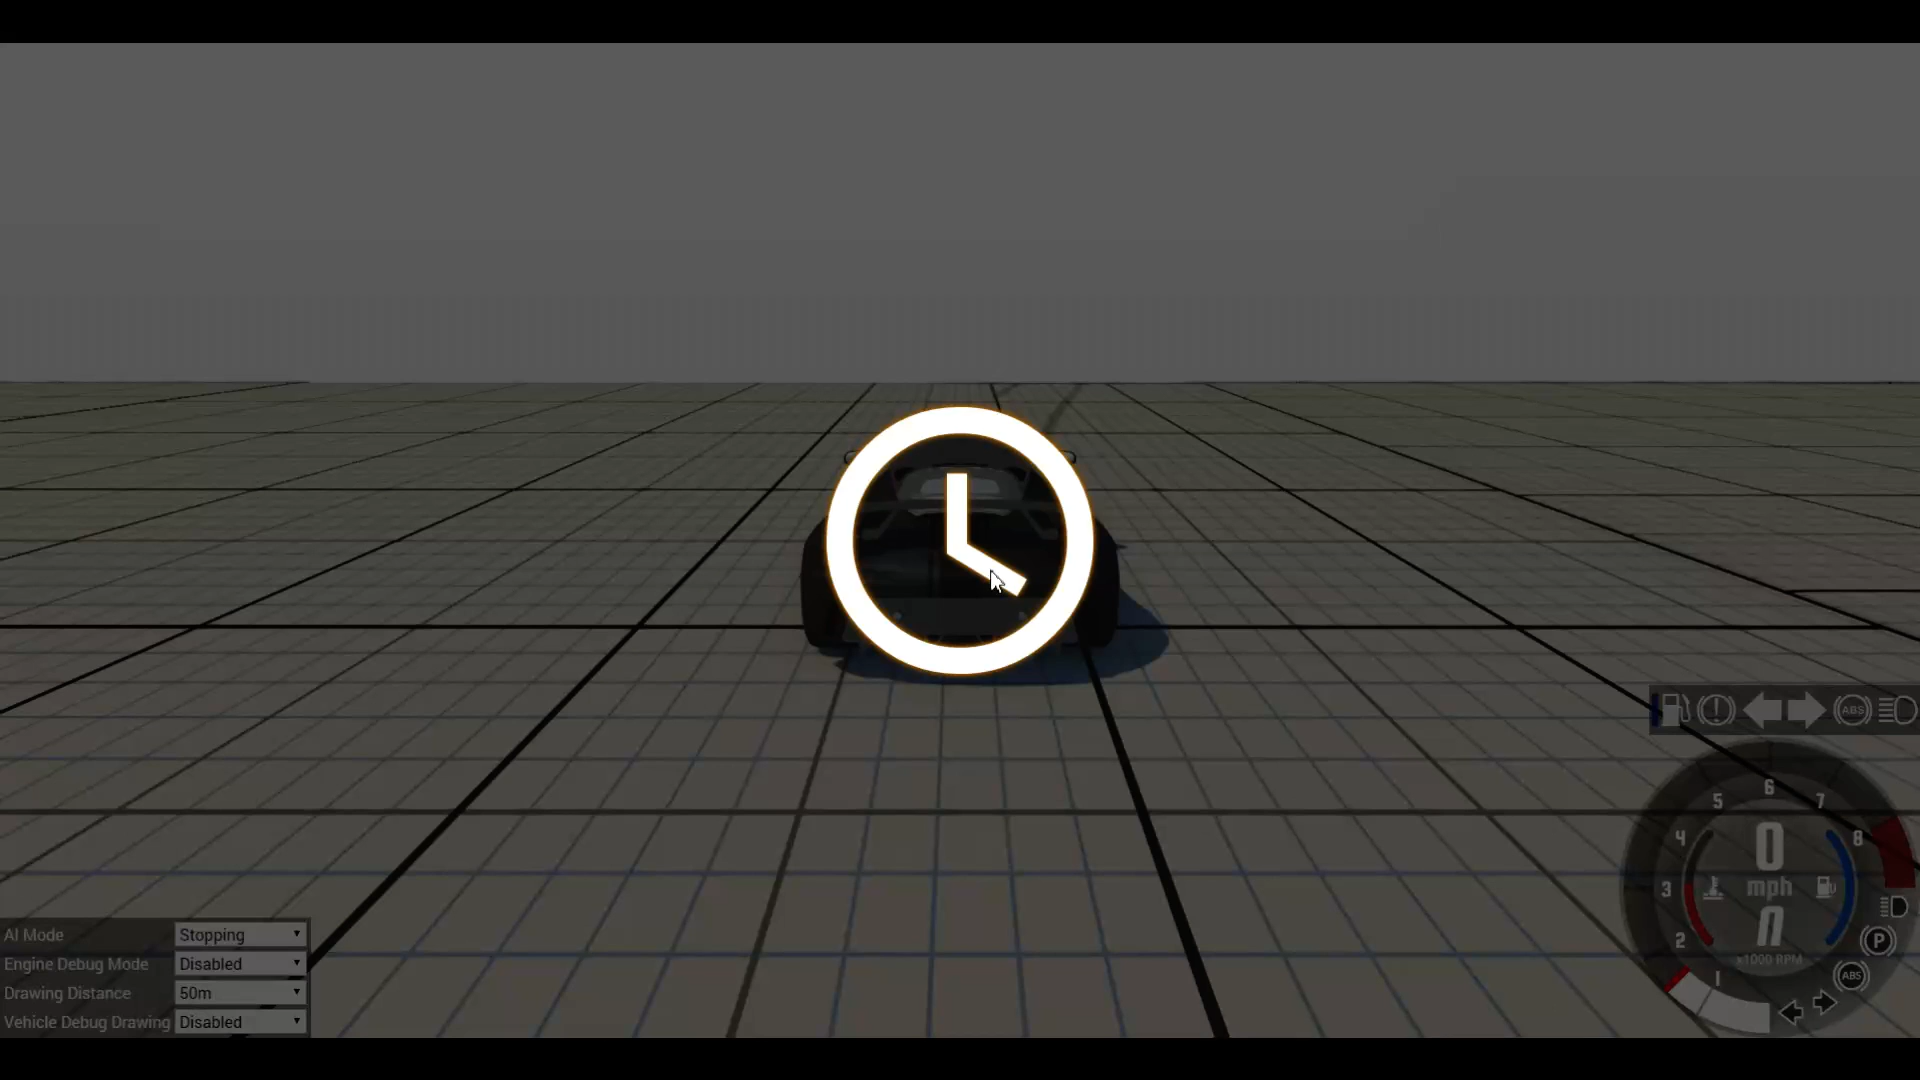 ABS
5 6 7
4 8
0
3 mph
2 P
x1000 RPM
ABS
1
AI Mode Stopping
Engine Debug Mode Disabled
Drawing Distance 50m
Vehicle Debug Drawing Disabled